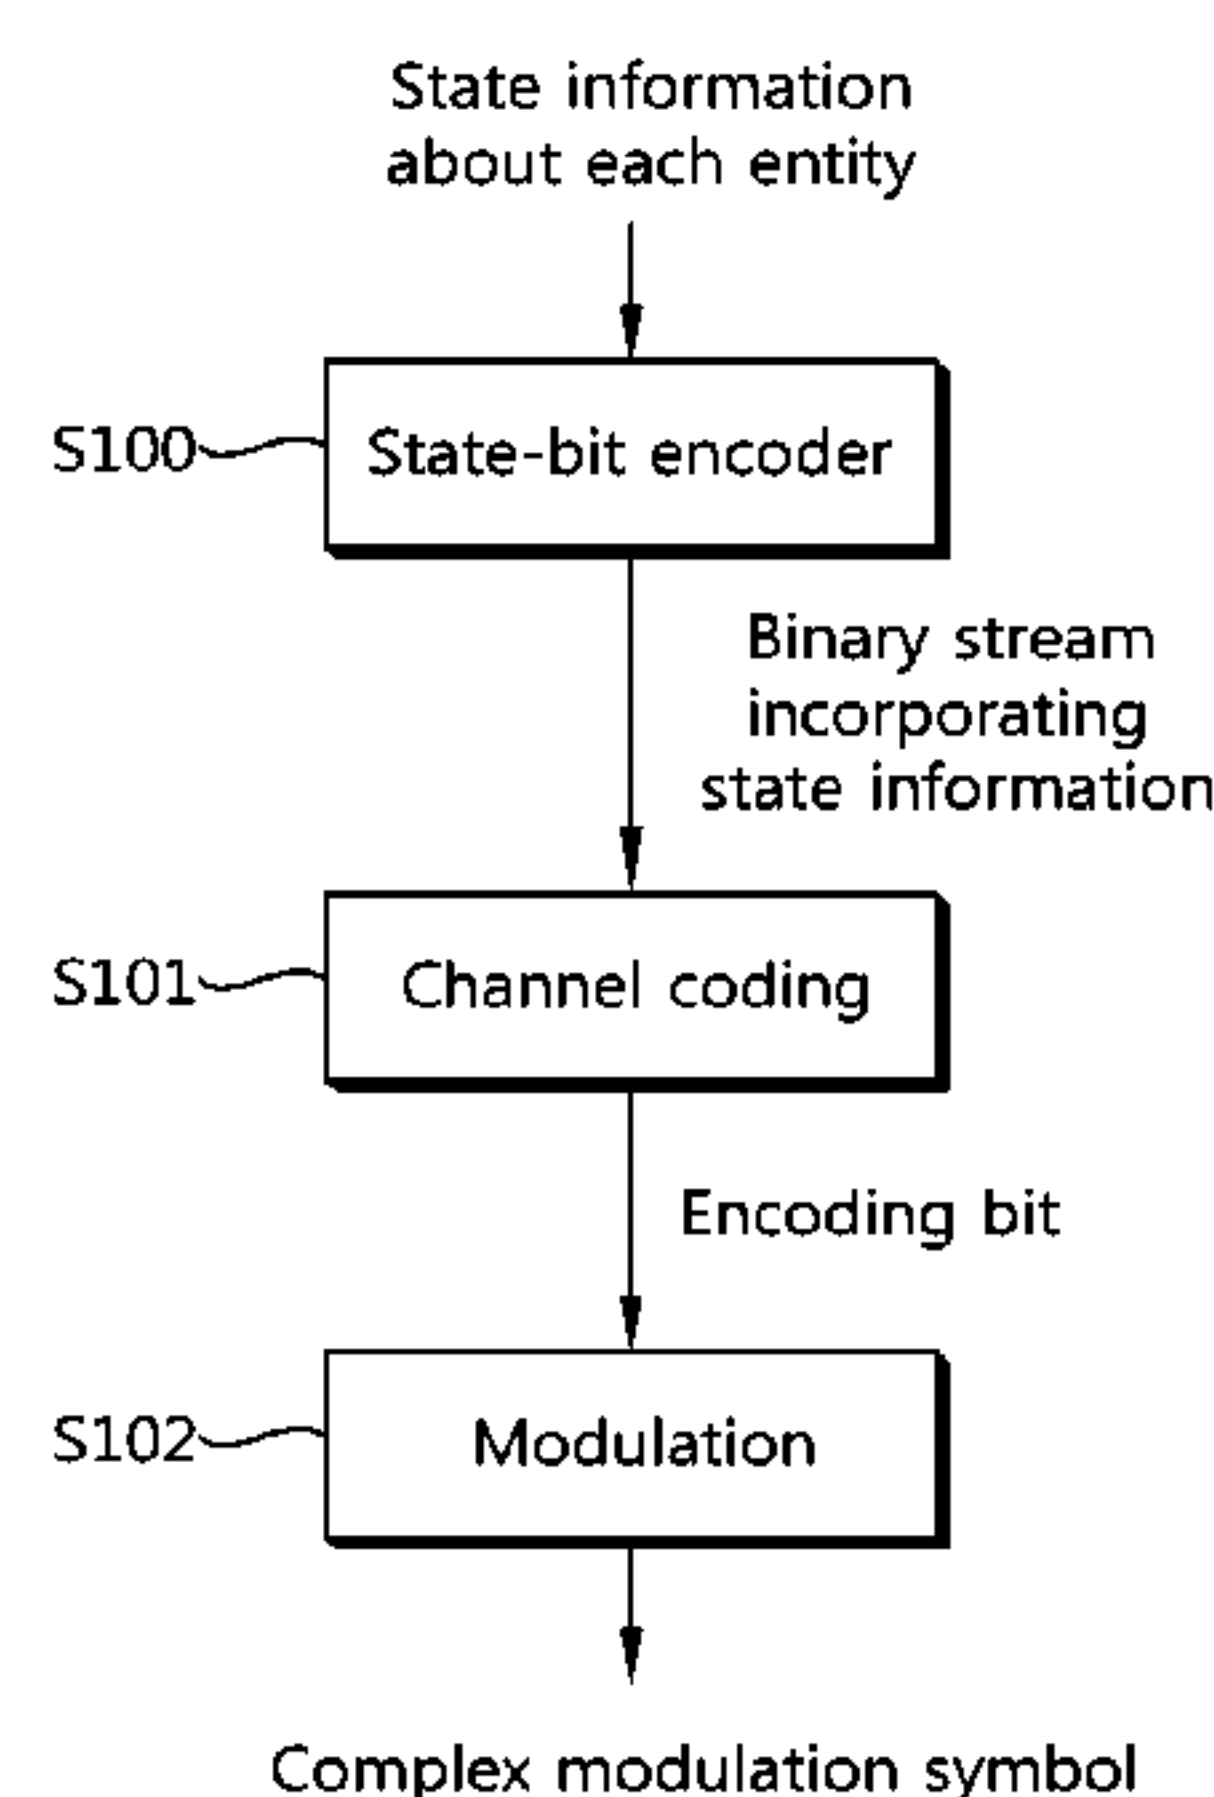 State information
about each entity
S100
State-bit encoder
Binary stream
incorporating
state information
S101
Channel coding
Encoding bit
S102
Modulation
Complex modulation symbol